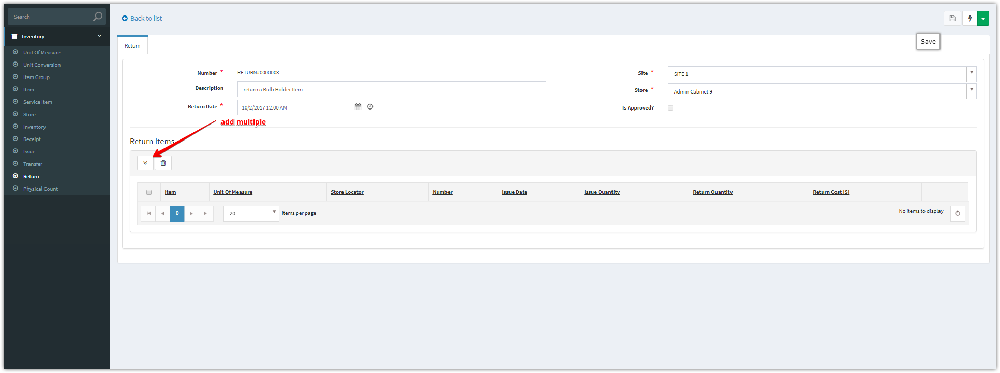 Search
Back to list
Inventory
Save
Return
Unit Of Measure
Unit Conversion
Item Group
Item
Service Item
Store
Inventory
Receipt
Issue
Transfer
Return
Physical Count
Number * RETURN#0000003
Site * SITE 1
Description return a Bulb Holder Item
Store * Admin Cabinet 9
Return Date * 10/2/2017 12:00 AM
Is Approved?
add multiple
Return Items
Item Unit Of Measure Store Locator Number Issue Date Issue Quantity Return Quantity Return Cost [$]
0 20 items per page No items to display